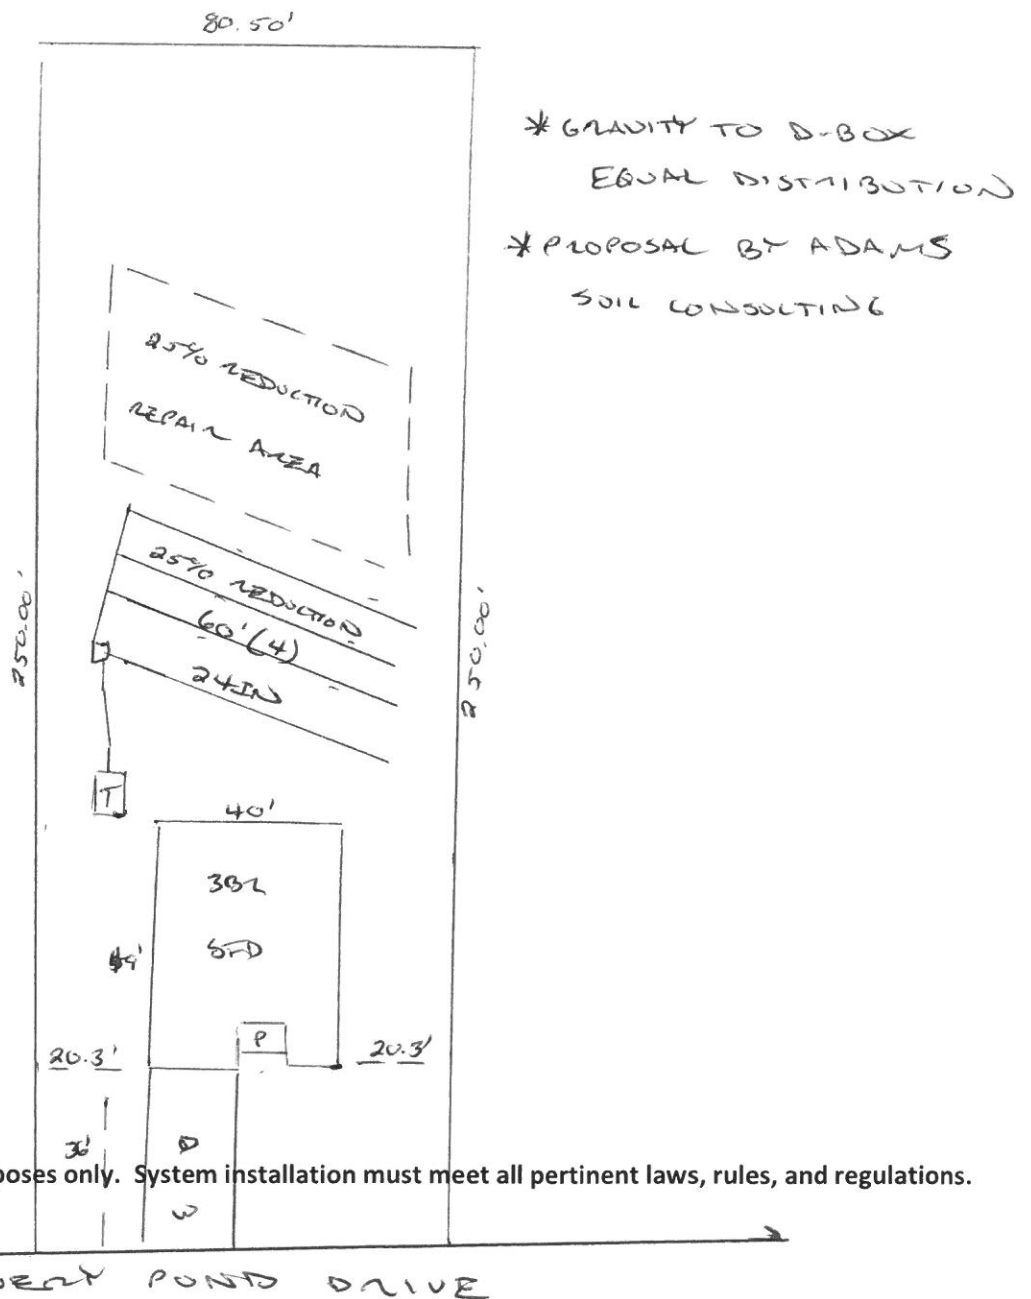 80.50'
* GRAVITY TO D-BOX
EQUAL DISTRIBUTION
* PROPOSAL BY ADAMS
SOIL CONSULTING
25% REDUCTION
REPAIR AREA
250.00'
250.00'
25% REDUCTION
60' (4)
24IN
T
40'
3BR
SFD
P
20.3'
20.3'
36'
D
W
poses only. System installation must meet all pertinent laws, rules, and regulations.
POND DRIVE